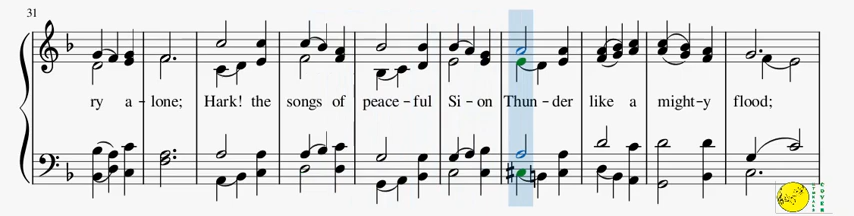 31
ry a – lone; Hark! the songs of peace – ful Si – on Thun – der like a might – y flood;